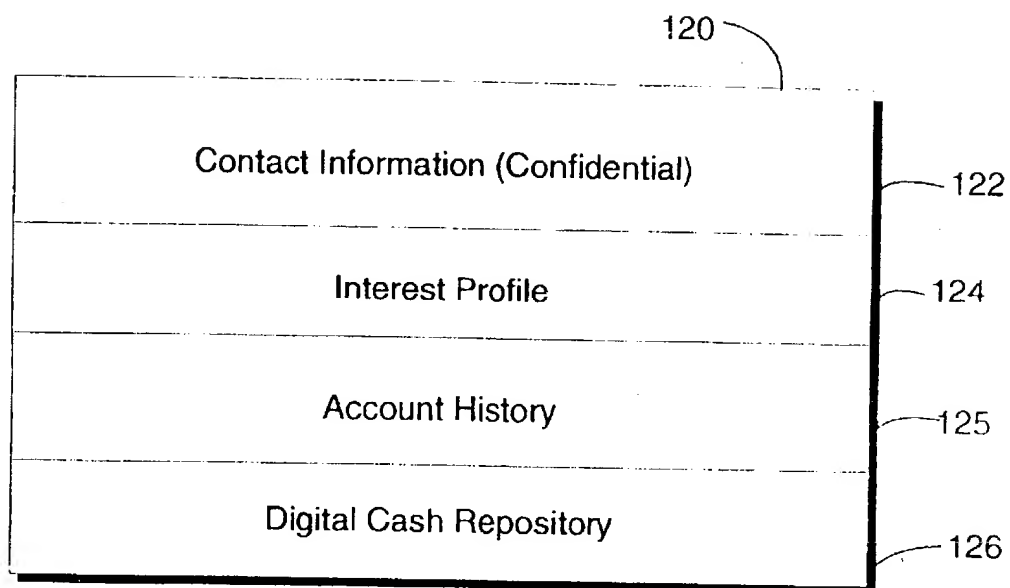 120
Contact Information (Confidential)
122
Interest Profile
124
Account History
125
Digital Cash Repository
126